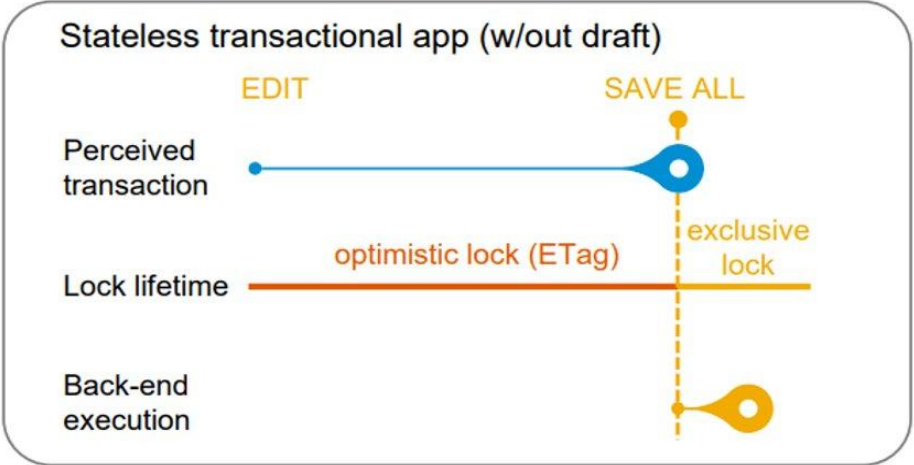 Stateless transactional app (w/out draft)
EDIT
SAVE ALL
Perceived
transaction
optimistic lock (ETag)
exclusive
lock
Lock lifetime
Back-end
execution